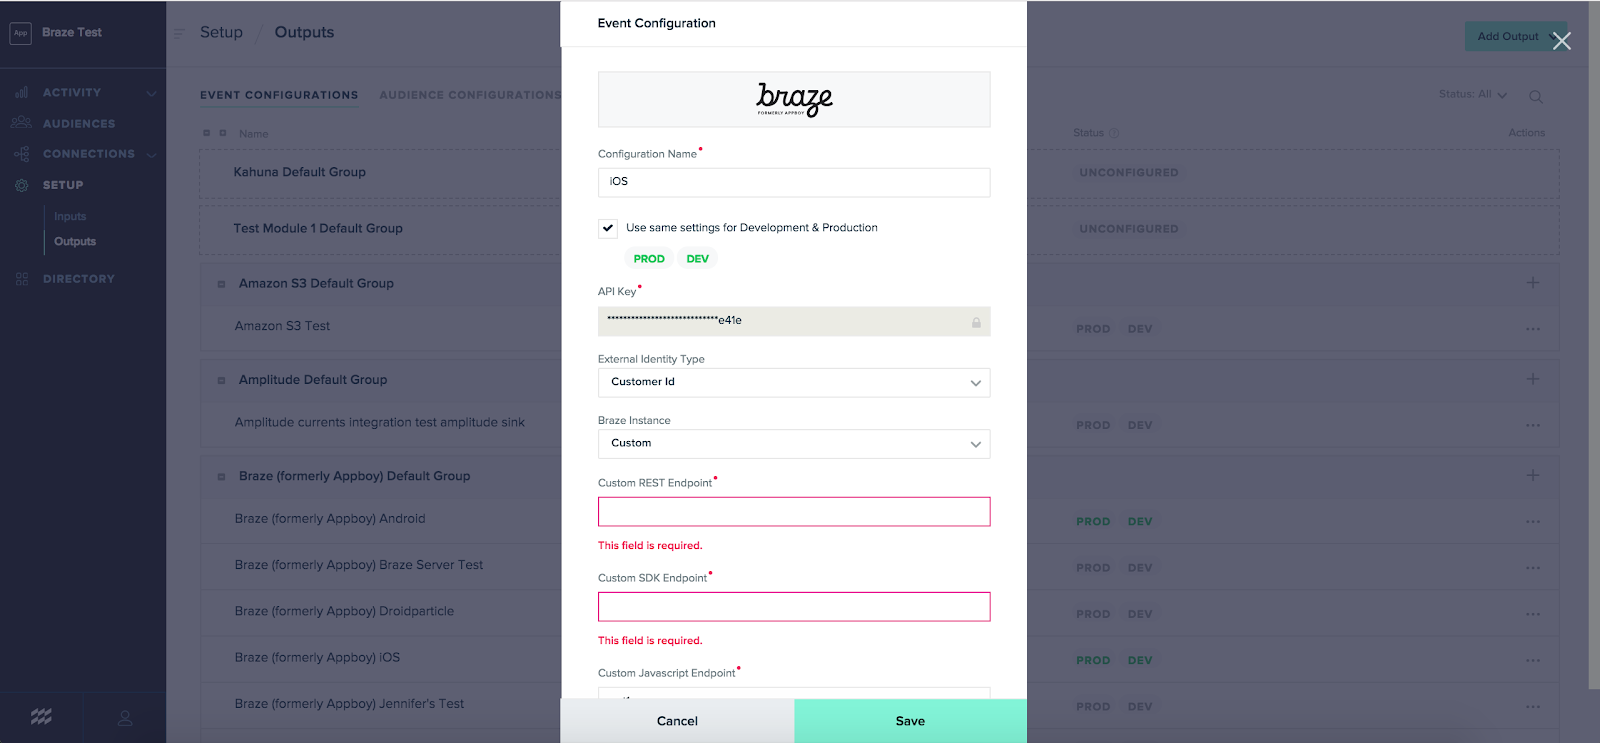 App
Braze Test
ACTIVITY
AUDIENCES
CONNECTIONS
SETUP
Inputs
Outputs
DIRECTORY
Setup / Outputs
Add Output
EVENT CONFIGURATIONS
AUDIENCE CONFIGURATIONS
Status: All
Name
Status
Actions
Kahuna Default Group
UNCONFIGURED
Test Module 1 Default Group
UNCONFIGURED
Amazon S3 Default Group
Amazon S3 Test
PROD DEV
Amplitude Default Group
Amplitude currents integration test amplitude sink
PROD DEV
Braze (formerly Appboy) Default Group
Braze (formerly Appboy) Android
PROD DEV
Braze (formerly Appboy) Braze Server Test
PROD DEV
Braze (formerly Appboy) Droidparticle
PROD DEV
Braze (formerly Appboy) iOS
PROD DEV
Braze (formerly Appboy) Jennifer's Test
PROD DEV
Event Configuration
braze
FORMERLY APPBOY
Configuration Name
iOS
Use same settings for Development & Production
PROD DEV
API Key
****************************e41e
External Identity Type
Customer Id
Braze Instance
Custom
Custom REST Endpoint
This field is required.
Custom SDK Endpoint
This field is required.
Custom Javascript Endpoint
Cancel
Save